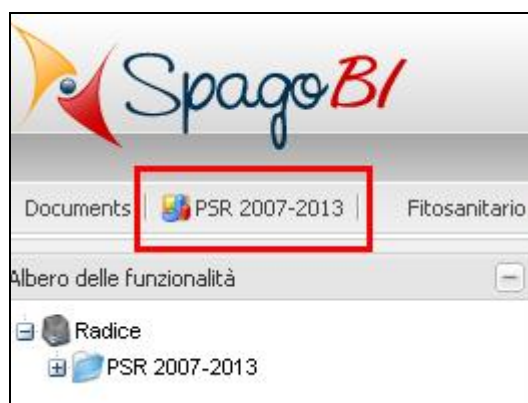 SpagoBI
Documents | PSR 2007-2013 | Fitosanitario
Albero delle funzionalità
Radice
PSR 2007-2013